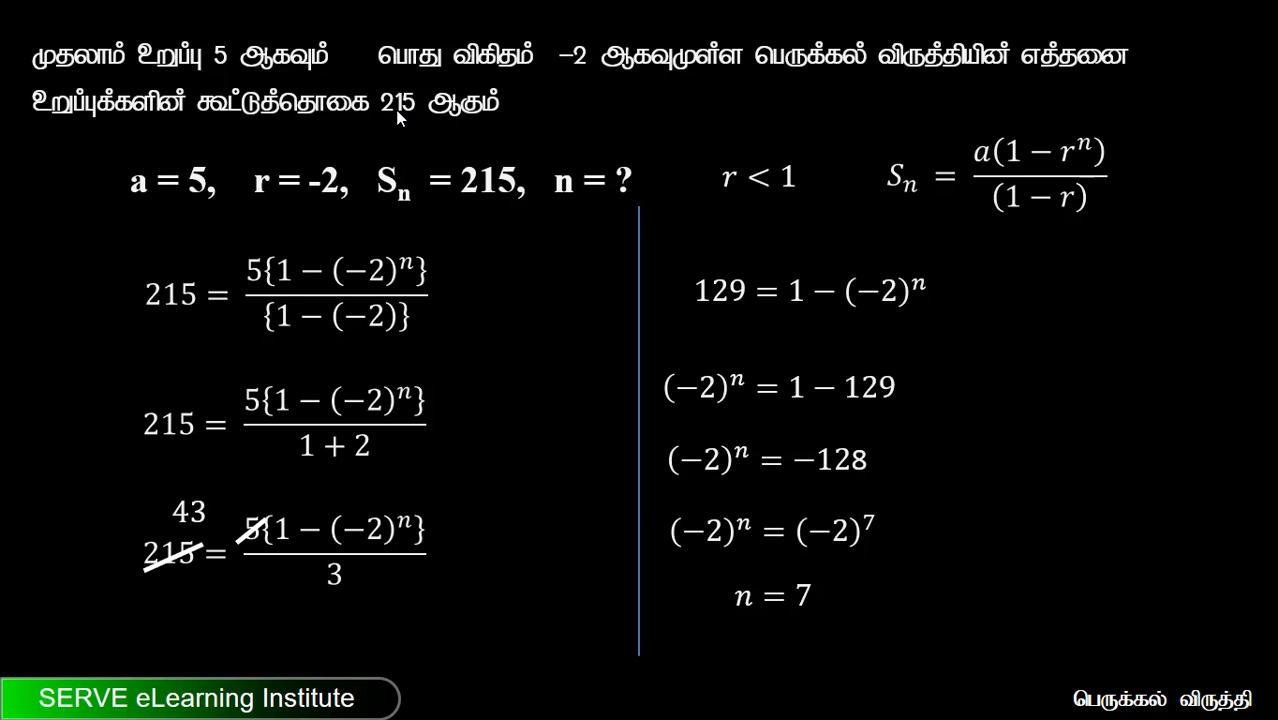 முதலாம் உறுப்பு 5 ஆகவும் பொது விகிதம் −2 ஆகவுமுள்ள பெருக்கல் விருத்தியின் எத்தனை
உறுப்புக்களின் கூட்டுத்தொகை 215 ஆகும்
a = 5, r = -2, Sₙ = 215, n = ?
r < 1 Sₙ = a(1 − rⁿ) / (1 − r)
215 = 5{1 − (−2)ⁿ} / {1 − (−2)}
215 = 5{1 − (−2)ⁿ} / 1 + 2
43
215 = 5{1 − (−2)ⁿ} / 3
129 = 1 − (−2)ⁿ
(−2)ⁿ = 1 − 129
(−2)ⁿ = −128
(−2)ⁿ = (−2)⁷
n = 7
SERVE eLearning Institute
பெருக்கல் விருத்தி